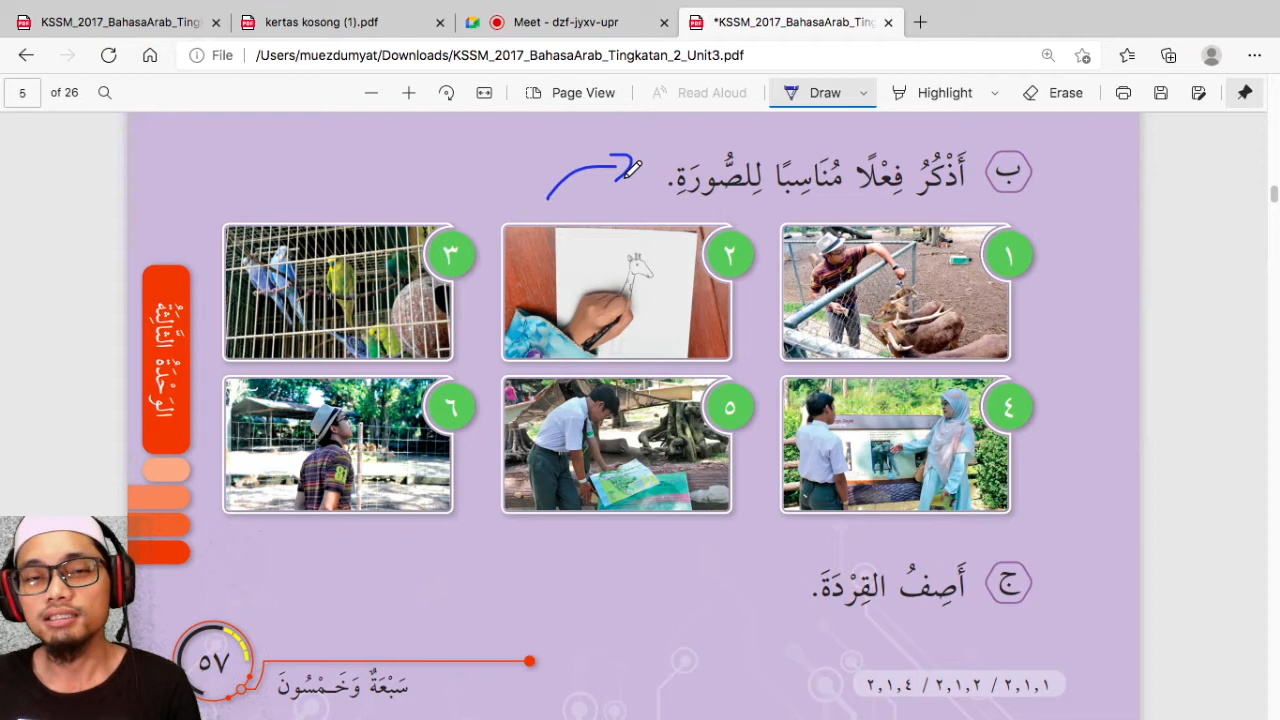 KSSM_2017_BahasaArab_Tingk
kertas kosong (1).pdf
Meet - dzf-jyxv-upr
*KSSM_2017_BahasaArab_Ting
File
/Users/muezdumyat/Downloads/KSSM_2017_BahasaArab_Tingkatan_2_Unit3.pdf
5 of 26
Page View
Read Aloud
Draw
Highlight
Erase
ب أَذْكُرُ فِعْلًا مُنَاسِبًا لِلصُّورَةِ.
١
٢
٣
٤
٥
٦
81
الوَحْدَةُ الثَّالِثَةُ
ج أَصِفُ القِرْدَةَ.
٥٧
سَبْعَةٌ وَخَمْسُونَ
٢,١,١ / ٢,١,٢ / ٢,١,٤